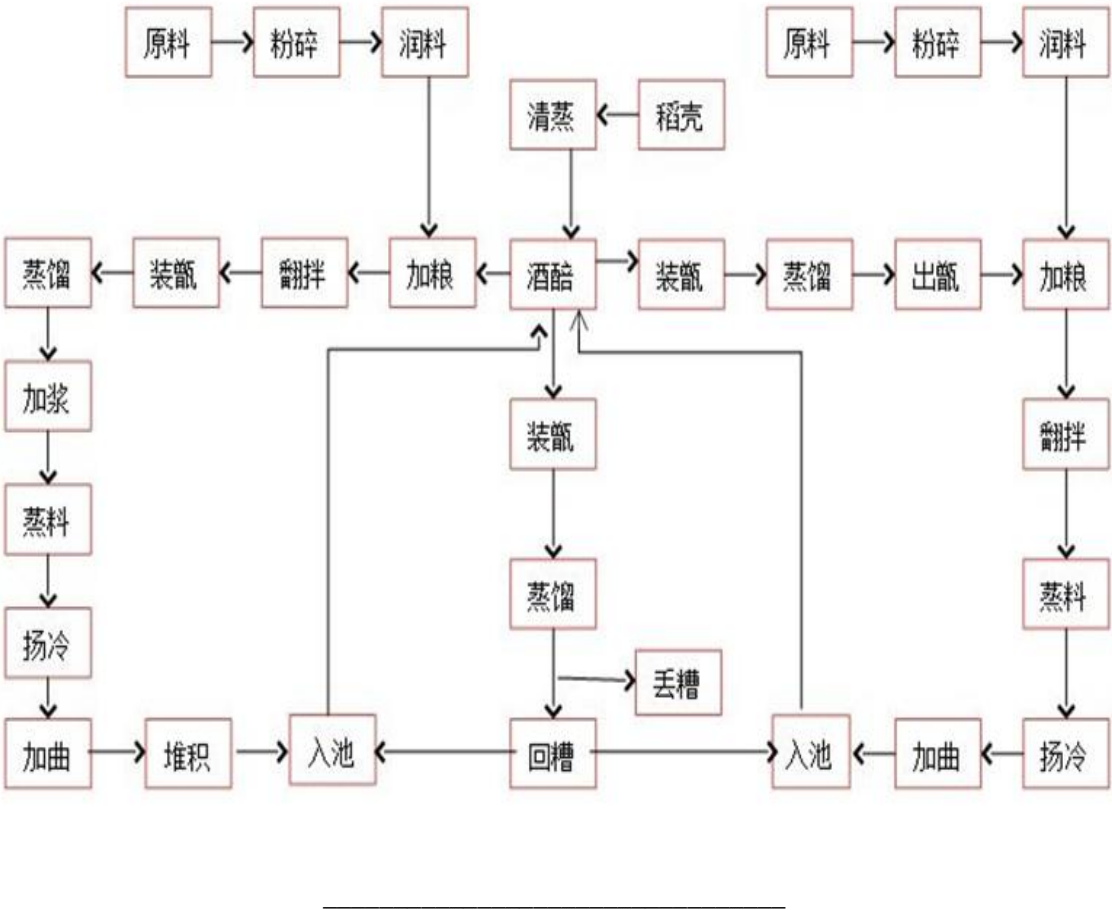 原料 粉碎 润料 原料 粉碎 润料
清蒸 稻壳
蒸馏 装甑 翻拌 加粮 酒醅 装甑 蒸馏 出甑 加粮
加浆
装甑 翻拌
蒸料
蒸馏 蒸料
扬冷
丢糟
加曲 堆积 入池 回糟 入池 加曲 扬冷